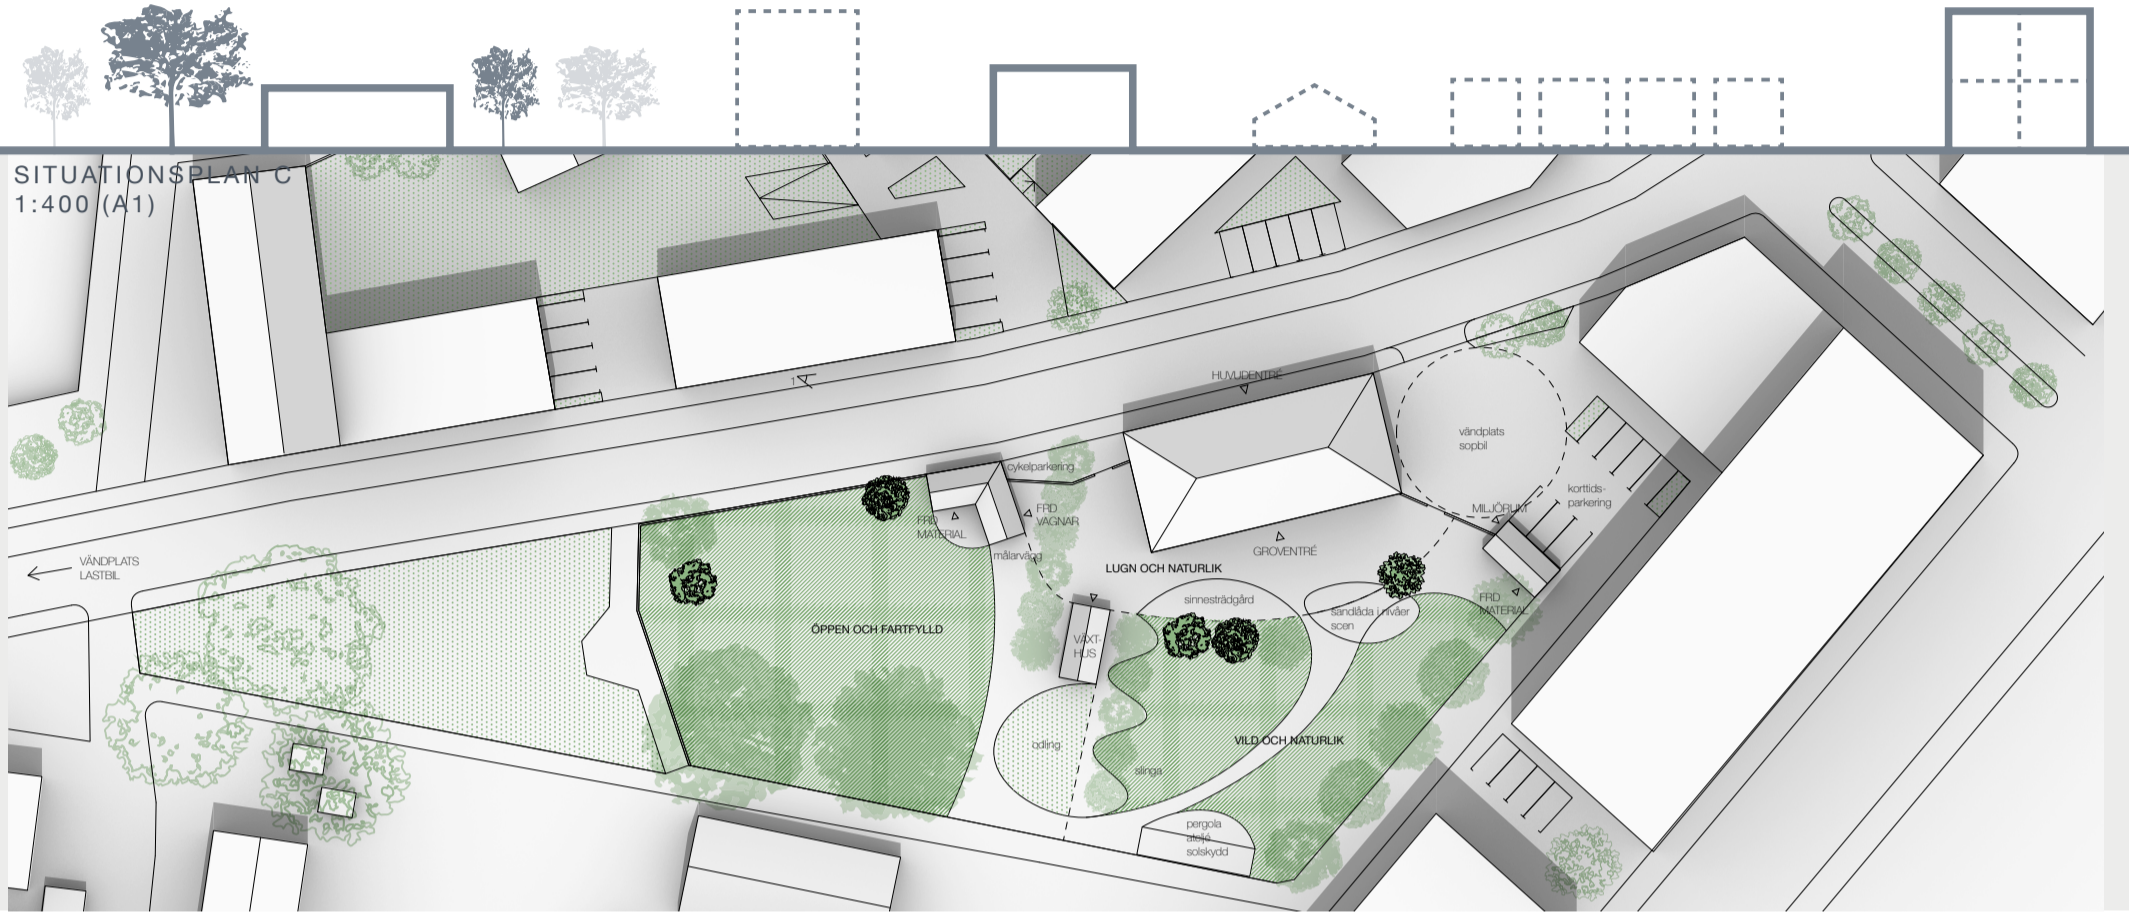 SITUATIONSPLAN C
1:400 (A1)
1
HUVUDENTRÉ
vändplats
sopbil
cykelparkering
korttids-
parkering
MILJÖRUM
FRD
MATERIAL
FRD
VAGNAR
målarvägg
GROVENTRÉ
VÄNDPLATS
LASTBIL
LUGN OCH NATURLIK
sinnesträdgård
sandlåda i nivåer
scen
FRD
MATERIAL
ÖPPEN OCH FARTFYLLD
VÄXT-
HUS
odling
VILD OCH NATURLIK
slinga
pergola
ateljé
solskydd